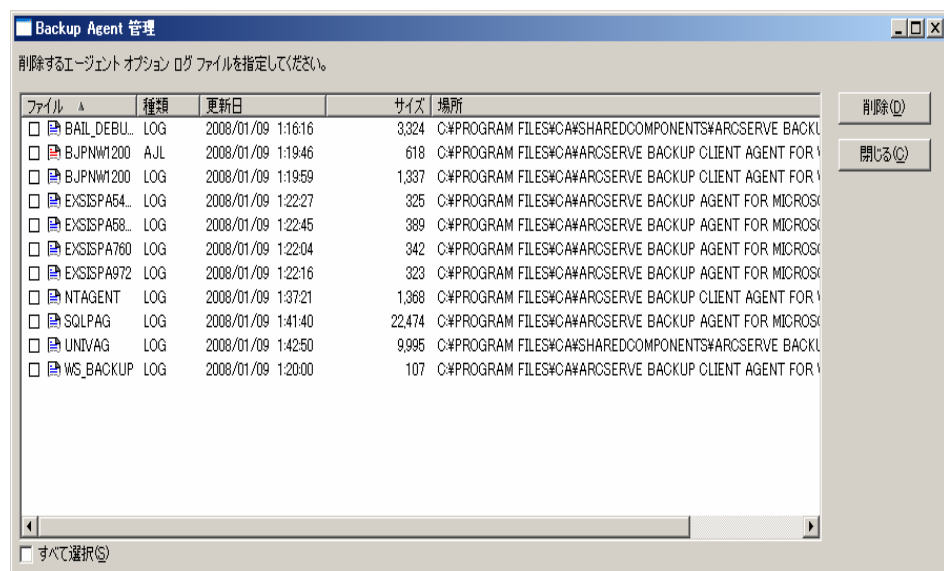 Backup Agent 管理
削除するエージェント オプション ログ ファイルを指定してください。
ファイル 種類 更新日 サイズ 場所
BAIL_DEBU... LOG 2008/01/09 1:16:16 3,324 C:¥PROGRAM FILES¥CA¥SHAREDCOMPONENTS¥ARCSERVE BACKU
BJPNW1200 AJL 2008/01/09 1:19:46 618 C:¥PROGRAM FILES¥CA¥ARCSERVE BACKUP CLIENT AGENT FOR
BJPNW1200 LOG 2008/01/09 1:19:59 1,337 C:¥PROGRAM FILES¥CA¥ARCSERVE BACKUP CLIENT AGENT FOR
EXSISPA54... LOG 2008/01/09 1:22:27 325 C:¥PROGRAM FILES¥CA¥ARCSERVE BACKUP AGENT FOR MICROSO
EXSISPA58... LOG 2008/01/09 1:22:45 389 C:¥PROGRAM FILES¥CA¥ARCSERVE BACKUP AGENT FOR MICROSO
EXSISPA760 LOG 2008/01/09 1:22:04 342 C:¥PROGRAM FILES¥CA¥ARCSERVE BACKUP AGENT FOR MICROSO
EXSISPA972 LOG 2008/01/09 1:22:16 323 C:¥PROGRAM FILES¥CA¥ARCSERVE BACKUP AGENT FOR MICROSO
NTAGENT LOG 2008/01/09 1:37:21 1,368 C:¥PROGRAM FILES¥CA¥ARCSERVE BACKUP CLIENT AGENT FOR
SQLPAG LOG 2008/01/09 1:41:40 22,474 C:¥PROGRAM FILES¥CA¥ARCSERVE BACKUP AGENT FOR MICROSO
UNIVAG LOG 2008/01/09 1:42:50 9,995 C:¥PROGRAM FILES¥CA¥SHAREDCOMPONENTS¥ARCSERVE BACKU
WS_BACKUP LOG 2008/01/09 1:20:00 107 C:¥PROGRAM FILES¥CA¥ARCSERVE BACKUP CLIENT AGENT FOR
すべて選択(S)
削除(D)
閉じる(C)